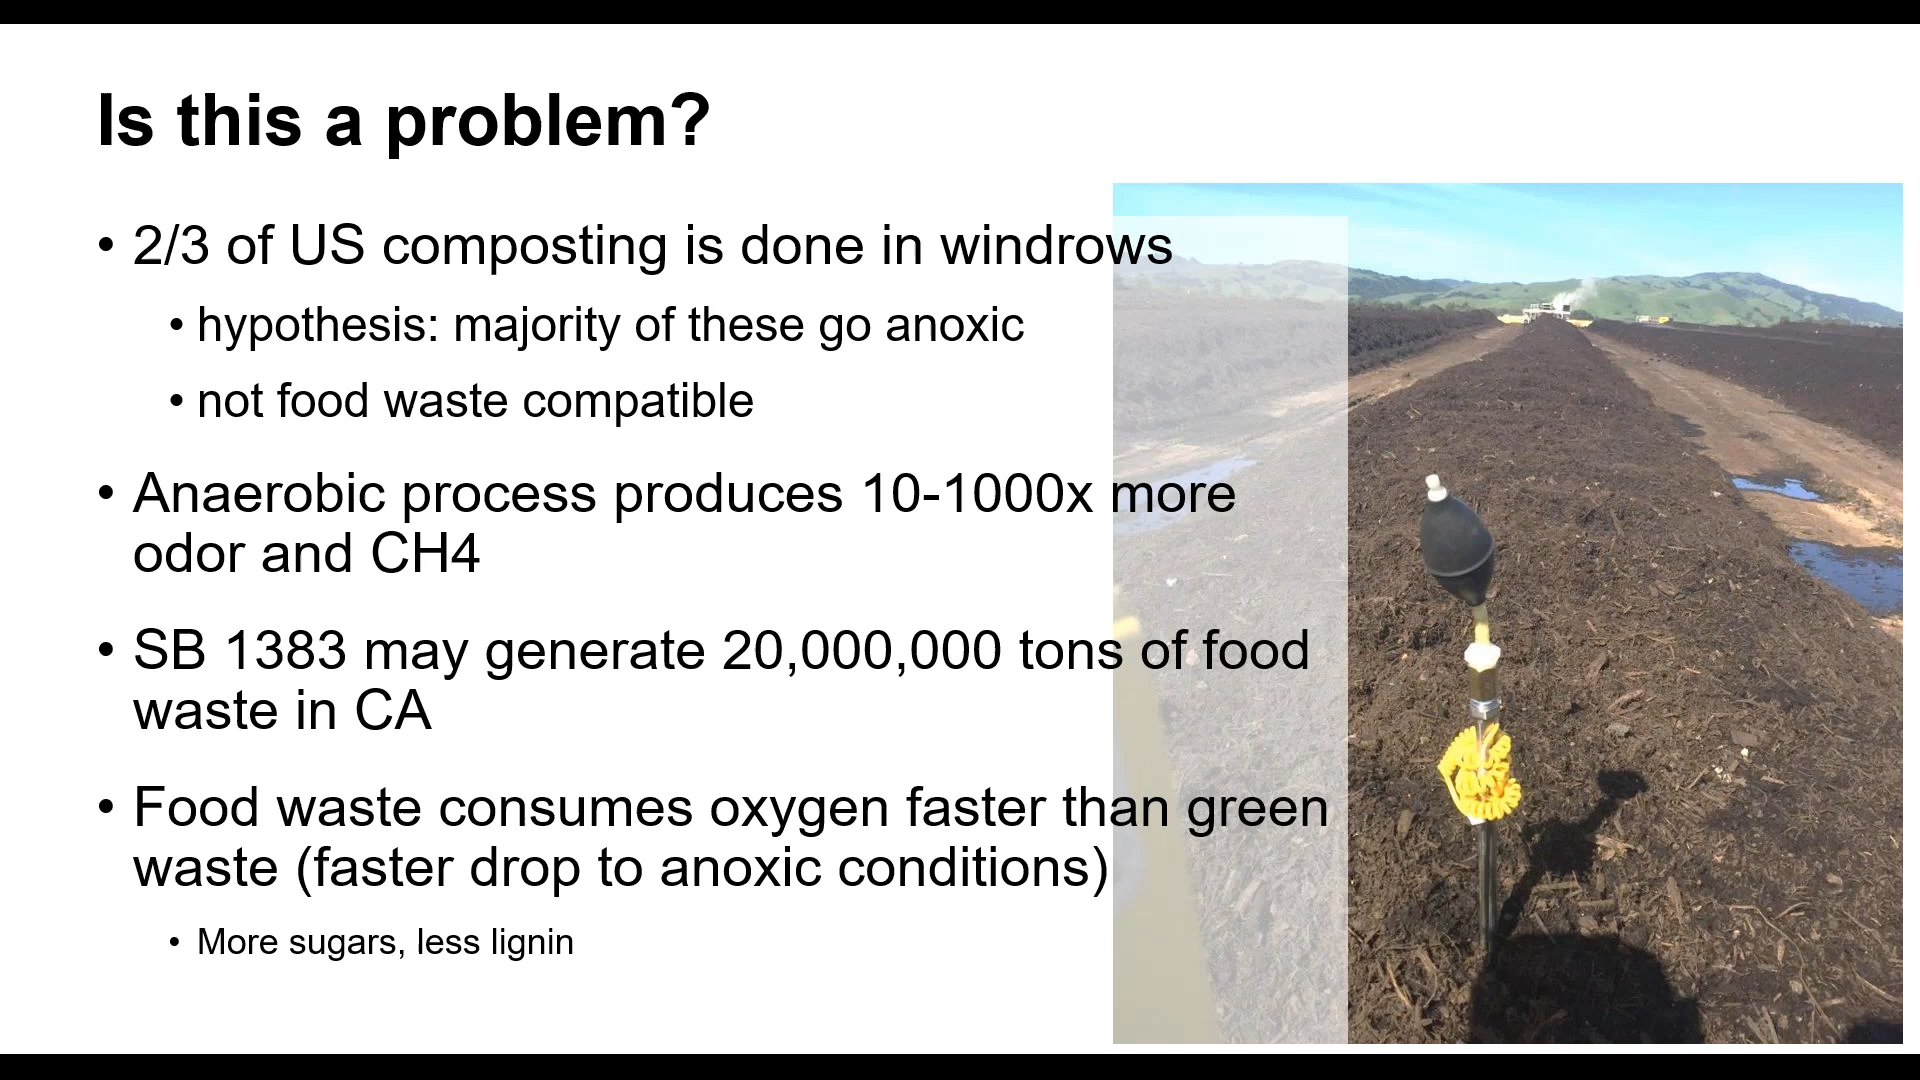 Is this a problem?
• 2/3 of US composting is done in windrows
• hypothesis: majority of these go anoxic
• not food waste compatible
• Anaerobic process produces 10-1000x more
odor and CH4
• SB 1383 may generate 20,000,000 tons of food
waste in CA
• Food waste consumes oxygen faster than green
waste (faster drop to anoxic conditions)
• More sugars, less lignin